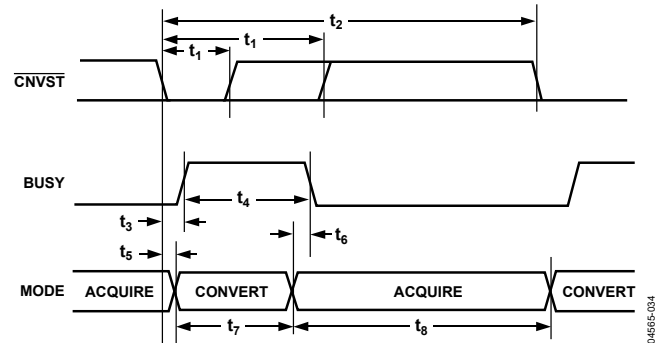 t2
t1
t1
CNVST
BUSY
t4
t3
t6
t5
MODE ACQUIRE CONVERT ACQUIRE CONVERT
t7 t8
04565-034